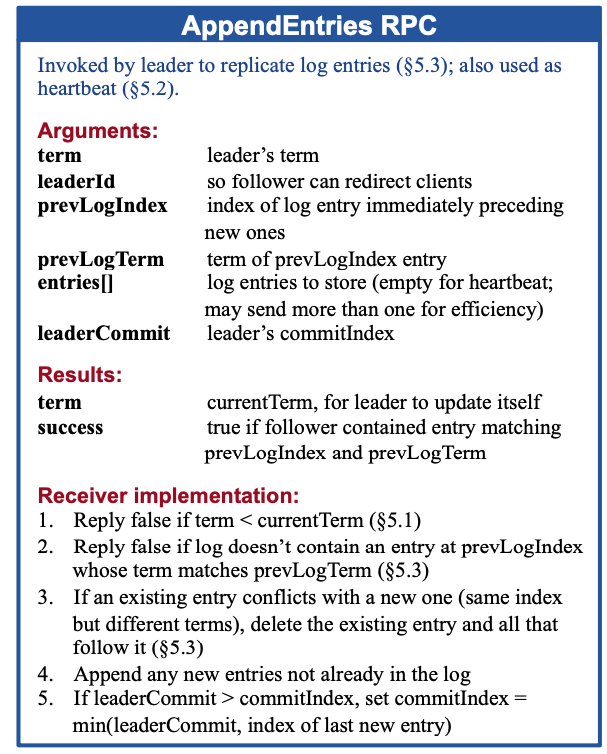 AppendEntries RPC
Invoked by leader to replicate log entries (§5.3); also used as
heartbeat (§5.2).
Arguments:
term leader’s term
leaderId so follower can redirect clients
prevLogIndex index of log entry immediately preceding
new ones
prevLogTerm term of prevLogIndex entry
entries[] log entries to store (empty for heartbeat;
may send more than one for efficiency)
leaderCommit leader’s commitIndex
Results:
term currentTerm, for leader to update itself
success true if follower contained entry matching
prevLogIndex and prevLogTerm
Receiver implementation:
1. Reply false if term < currentTerm (§5.1)
2. Reply false if log doesn’t contain an entry at prevLogIndex
whose term matches prevLogTerm (§5.3)
3. If an existing entry conflicts with a new one (same index
but different terms), delete the existing entry and all that
follow it (§5.3)
4. Append any new entries not already in the log
5. If leaderCommit > commitIndex, set commitIndex =
min(leaderCommit, index of last new entry)